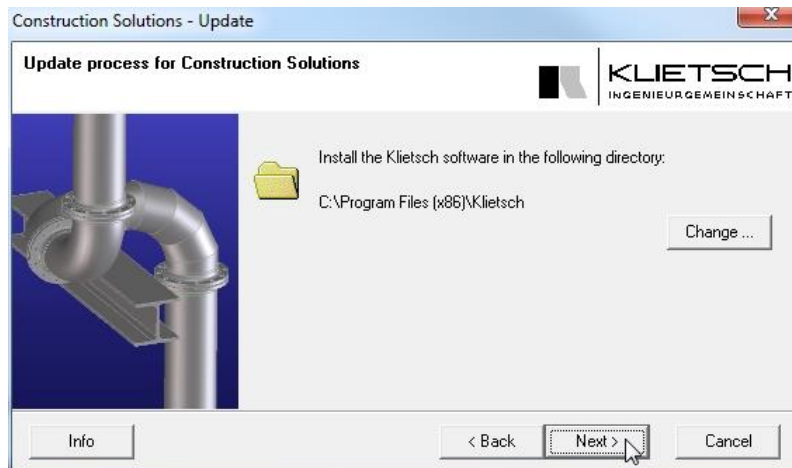 Construction Solutions - Update
Update process for Construction Solutions
KLIETSCH
INGENIEURGEMEINSCHAFT
Install the Klietsch software in the following directory:
C:\Program Files (x86)\Klietsch
Change ...
Info
< Back
Next >
Cancel